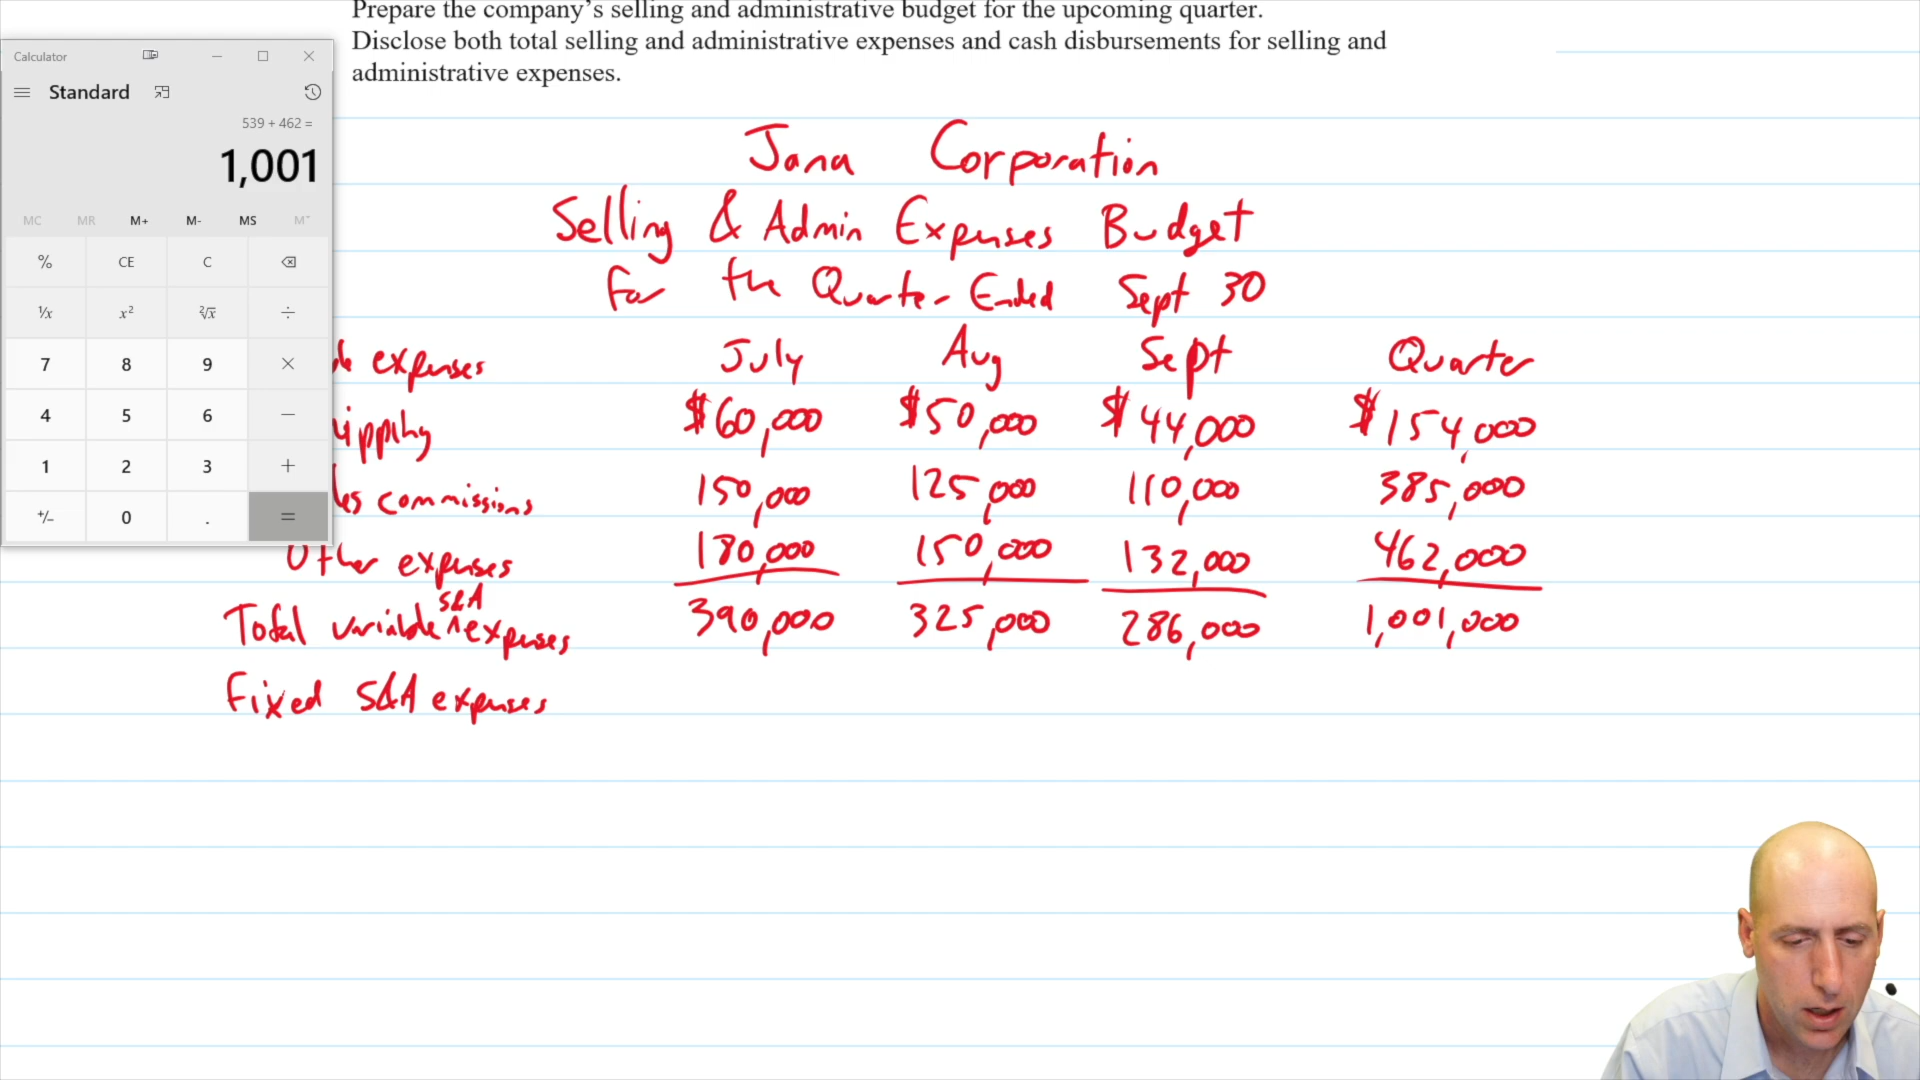 Prepare the company's selling and administrative budget for the upcoming quarter.
Disclose both total selling and administrative expenses and cash disbursements for selling and
administrative expenses.
Calculator
Standard
539 + 462 =
1,001
MC MR M+ M- MS M˅
% CE C
¹/x x² ²√x ÷
7 8 9 ×
4 5 6 −
1 2 3 +
+/− 0 . =
Jana Corporation
Selling & Admin Expenses Budget
for the Quarter Ended Sept 30
expenses July Aug Sept Quarter
$60,000 $50,000 $44,000 $154,000
commissions 150,000 125,000 110,000 385,000
Other expenses 180,000 150,000 132,000 462,000
Total variable ^ S&A expenses 390,000 325,000 286,000 1,001,000
Fixed S&A expenses